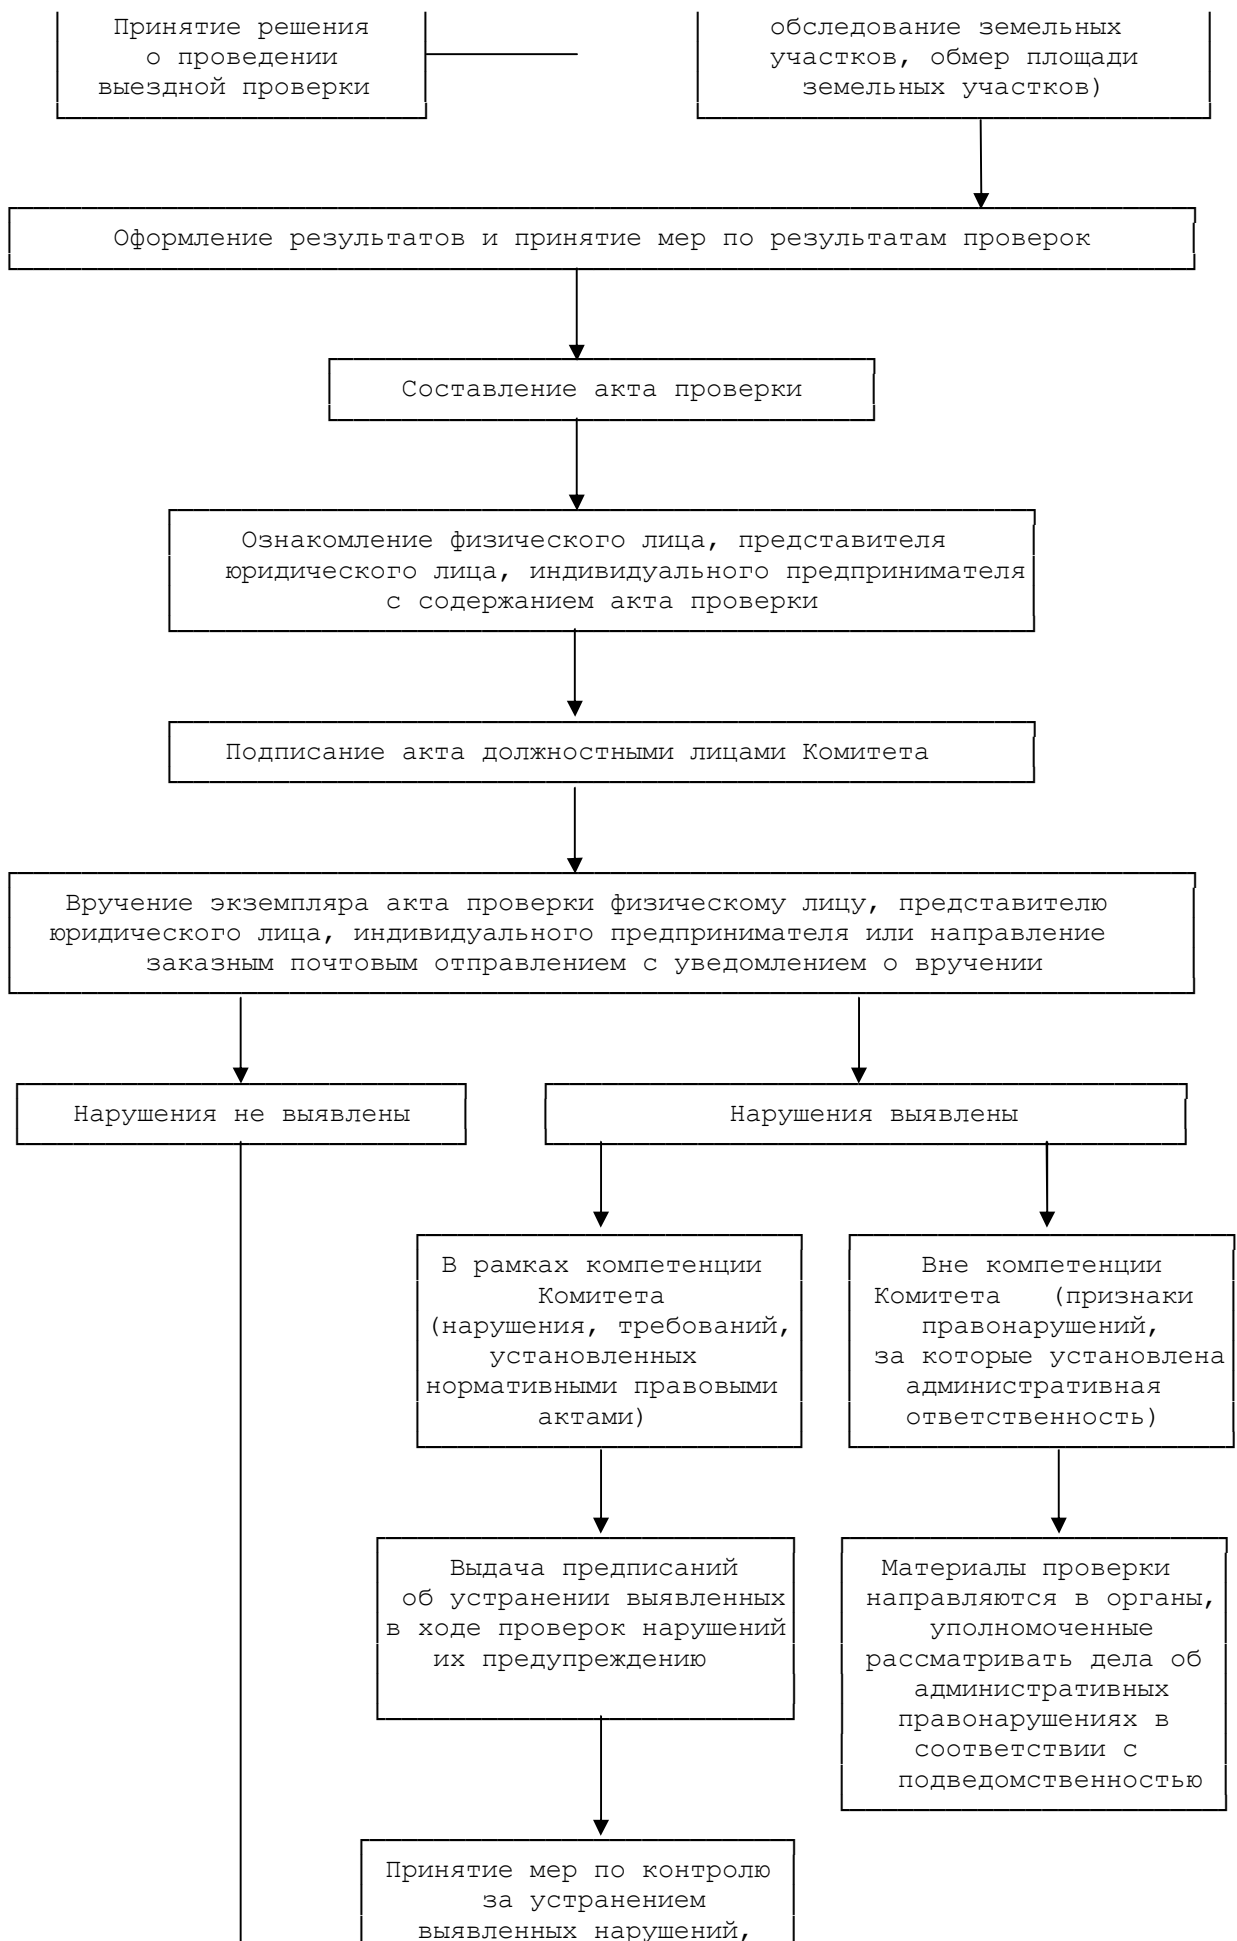 Принятие решения
о проведении
выездной проверки
обследование земельных
участков, обмер площади
земельных участков)
Оформление результатов и принятие мер по результатам проверок
Составление акта проверки
Ознакомление физического лица, представителя
юридического лица, индивидуального предпринимателя
с содержанием акта проверки
Подписание акта должностными лицами Комитета
Вручение экземпляра акта проверки физическому лицу, представителю
юридического лица, индивидуального предпринимателя или направление
заказным почтовым отправлением с уведомлением о вручении
Нарушения не выявлены
Нарушения выявлены
В рамках компетенции
Комитета
(нарушения, требований,
установленных
нормативными правовыми
актами)
Вне компетенции
Комитета (признаки
правонарушений,
за которые установлена
административная
ответственность)
Выдача предписаний
об устранении выявленных
в ходе проверок нарушений
их предупреждению
Материалы проверки
направляются в органы,
уполномоченные
рассматривать дела об
административных
правонарушениях в
соответствии с
подведомственностью
Принятие мер по контролю
за устранением
выявленных нарушений,